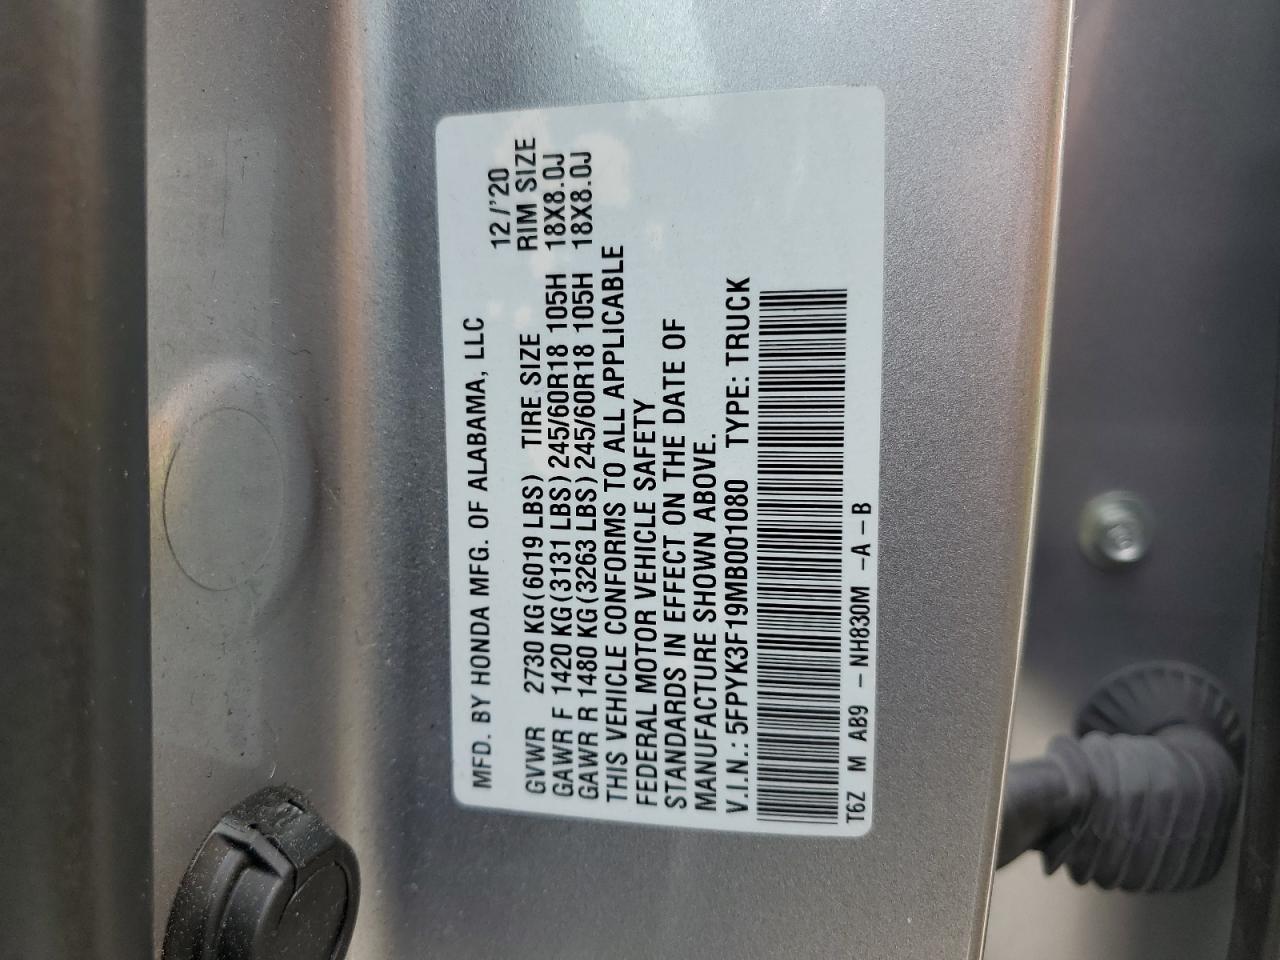 MFD. BY HONDA MFG. OF ALABAMA, LLC 12/'20
GVWR 2730 KG(6019 LBS) TIRE SIZE RIM SIZE
GAWR F 1420 KG(3131 LBS) 245/60R18 105H 18X8.0J
GAWR R 1480 KG(3263 LBS) 245/60R18 105H 18X8.0J
THIS VEHICLE CONFORMS TO ALL APPLICABLE
FEDERAL MOTOR VEHICLE SAFETY
STANDARDS IN EFFECT ON THE DATE OF
MANUFACTURE SHOWN ABOVE.
V.I.N.: 5FPYK3F19MB001080 TYPE: TRUCK
T6Z M AB9 -NH830M -A-B